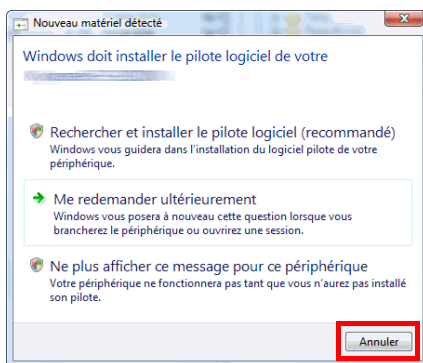 Nouveau matériel détecté
Windows doit installer le pilote logiciel de votre
Rechercher et installer le pilote logiciel (recommandé)
Windows vous guidera dans l'installation du logiciel pilote de votre
périphérique.
Me redemander ultérieurement
Windows vous posera à nouveau cette question lorsque vous
brancherez le périphérique ou ouvrirez une session.
Ne plus afficher ce message pour ce périphérique
Votre périphérique ne fonctionnera pas tant que vous n'aurez pas installé
son pilote.
Annuler